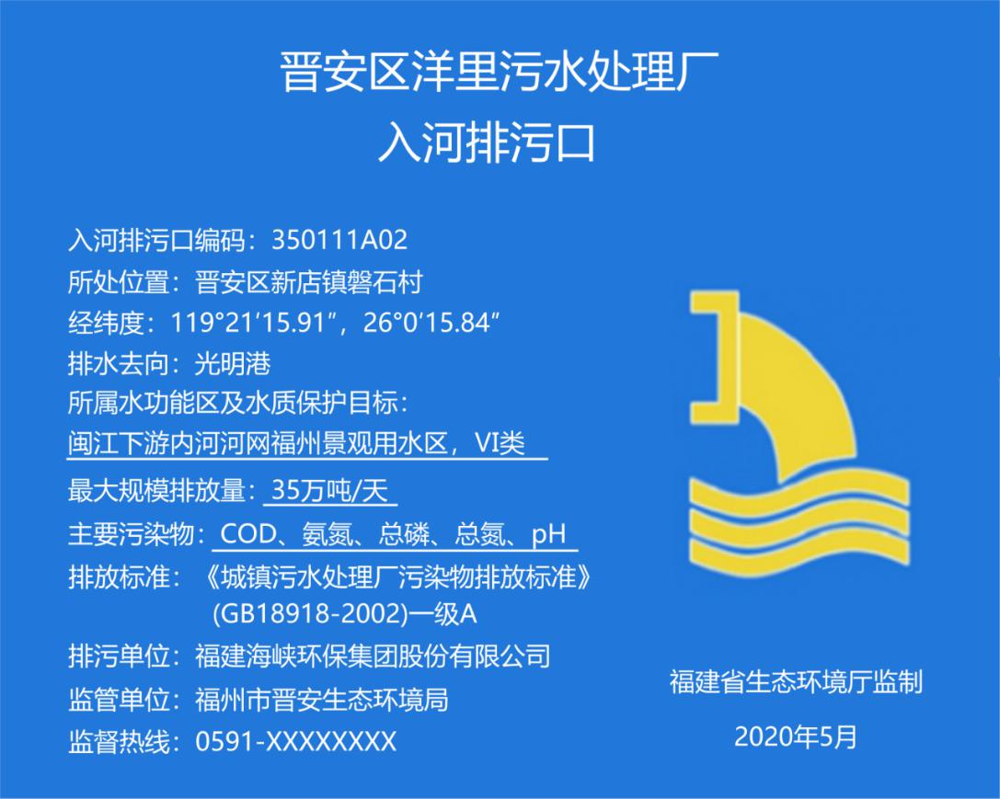 晋安区洋里污水处理厂
入河排污口
入河排污口编码：350111A02
所处位置：晋安区新店镇磐石村
经纬度：119°21′15.91″，26°0′15.84″
排水去向：光明港
所属水功能区及水质保护目标：
闽江下游内河河网福州景观用水区，VI类
最大规模排放量：35万吨/天
主要污染物：COD、氨氮、总磷、总氮、pH
排放标准：《城镇污水处理厂污染物排放标准》
(GB18918-2002)一级A
排污单位：福建海峡环保集团股份有限公司
监管单位：福州市晋安生态环境局
监督热线：0591-XXXXXXXX
福建省生态环境厅监制
2020年5月